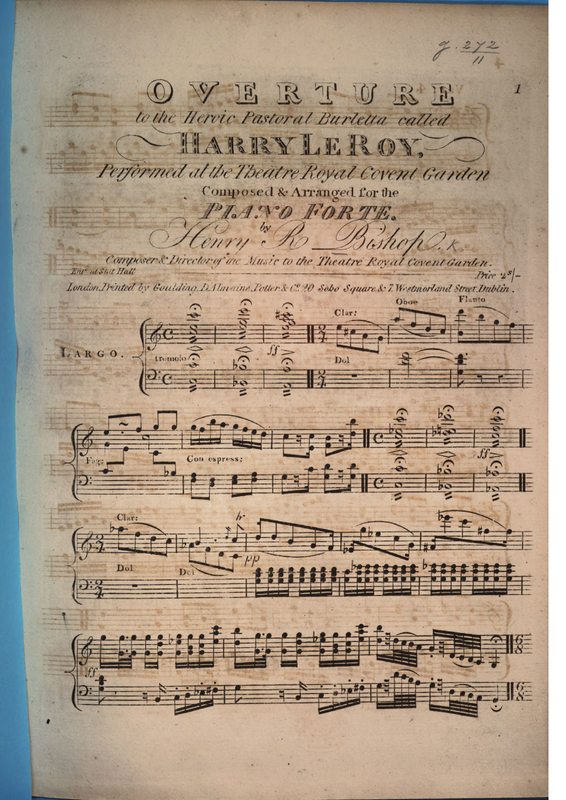 g. 272
11
1
OVERTURE
to the Heroic Pastoral Burletta called
HARRY LE ROY,
Performed at the Theatre Royal Covent Garden
Composed & Arranged for the
PIANO FORTE.
by
Henry R Bishop.
Composer & Director of the Music to the Theatre Royal Covent Garden.
Ent.d at Stat Hall
Price 2s/–
London, Printed by Goulding, D'Almaine, Potter & Co. 20 Soho Square & 7, Westmorland Street, Dublin.
LARGO.
tremolo
ff
Clar:
Oboe
Flauto
Dol
Fag:
Con espress:
ff
Clar:
Dol
Dol
tr
pp
ff